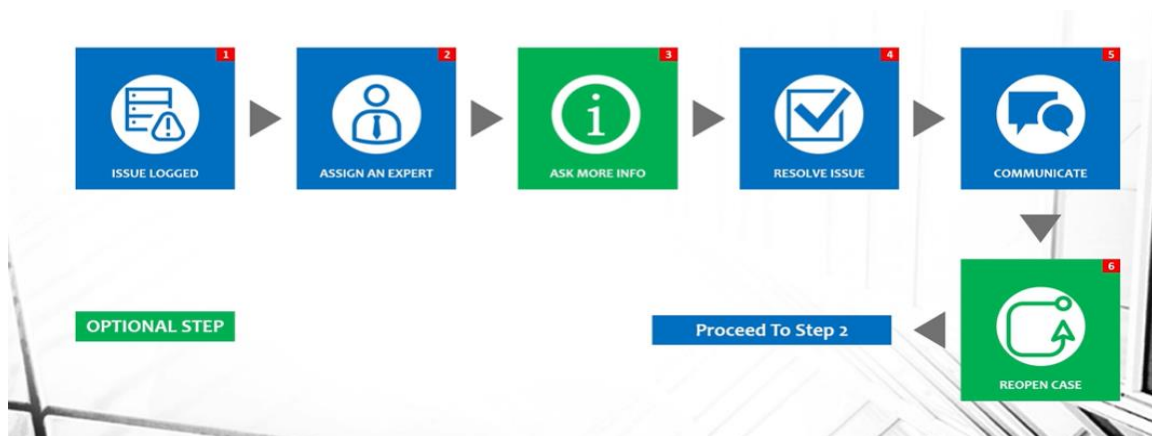 1
ISSUE LOGGED
2
ASSIGN AN EXPERT
3
i
ASK MORE INFO
4
RESOLVE ISSUE
5
COMMUNICATE
6
REOPEN CASE
Proceed To Step 2
OPTIONAL STEP